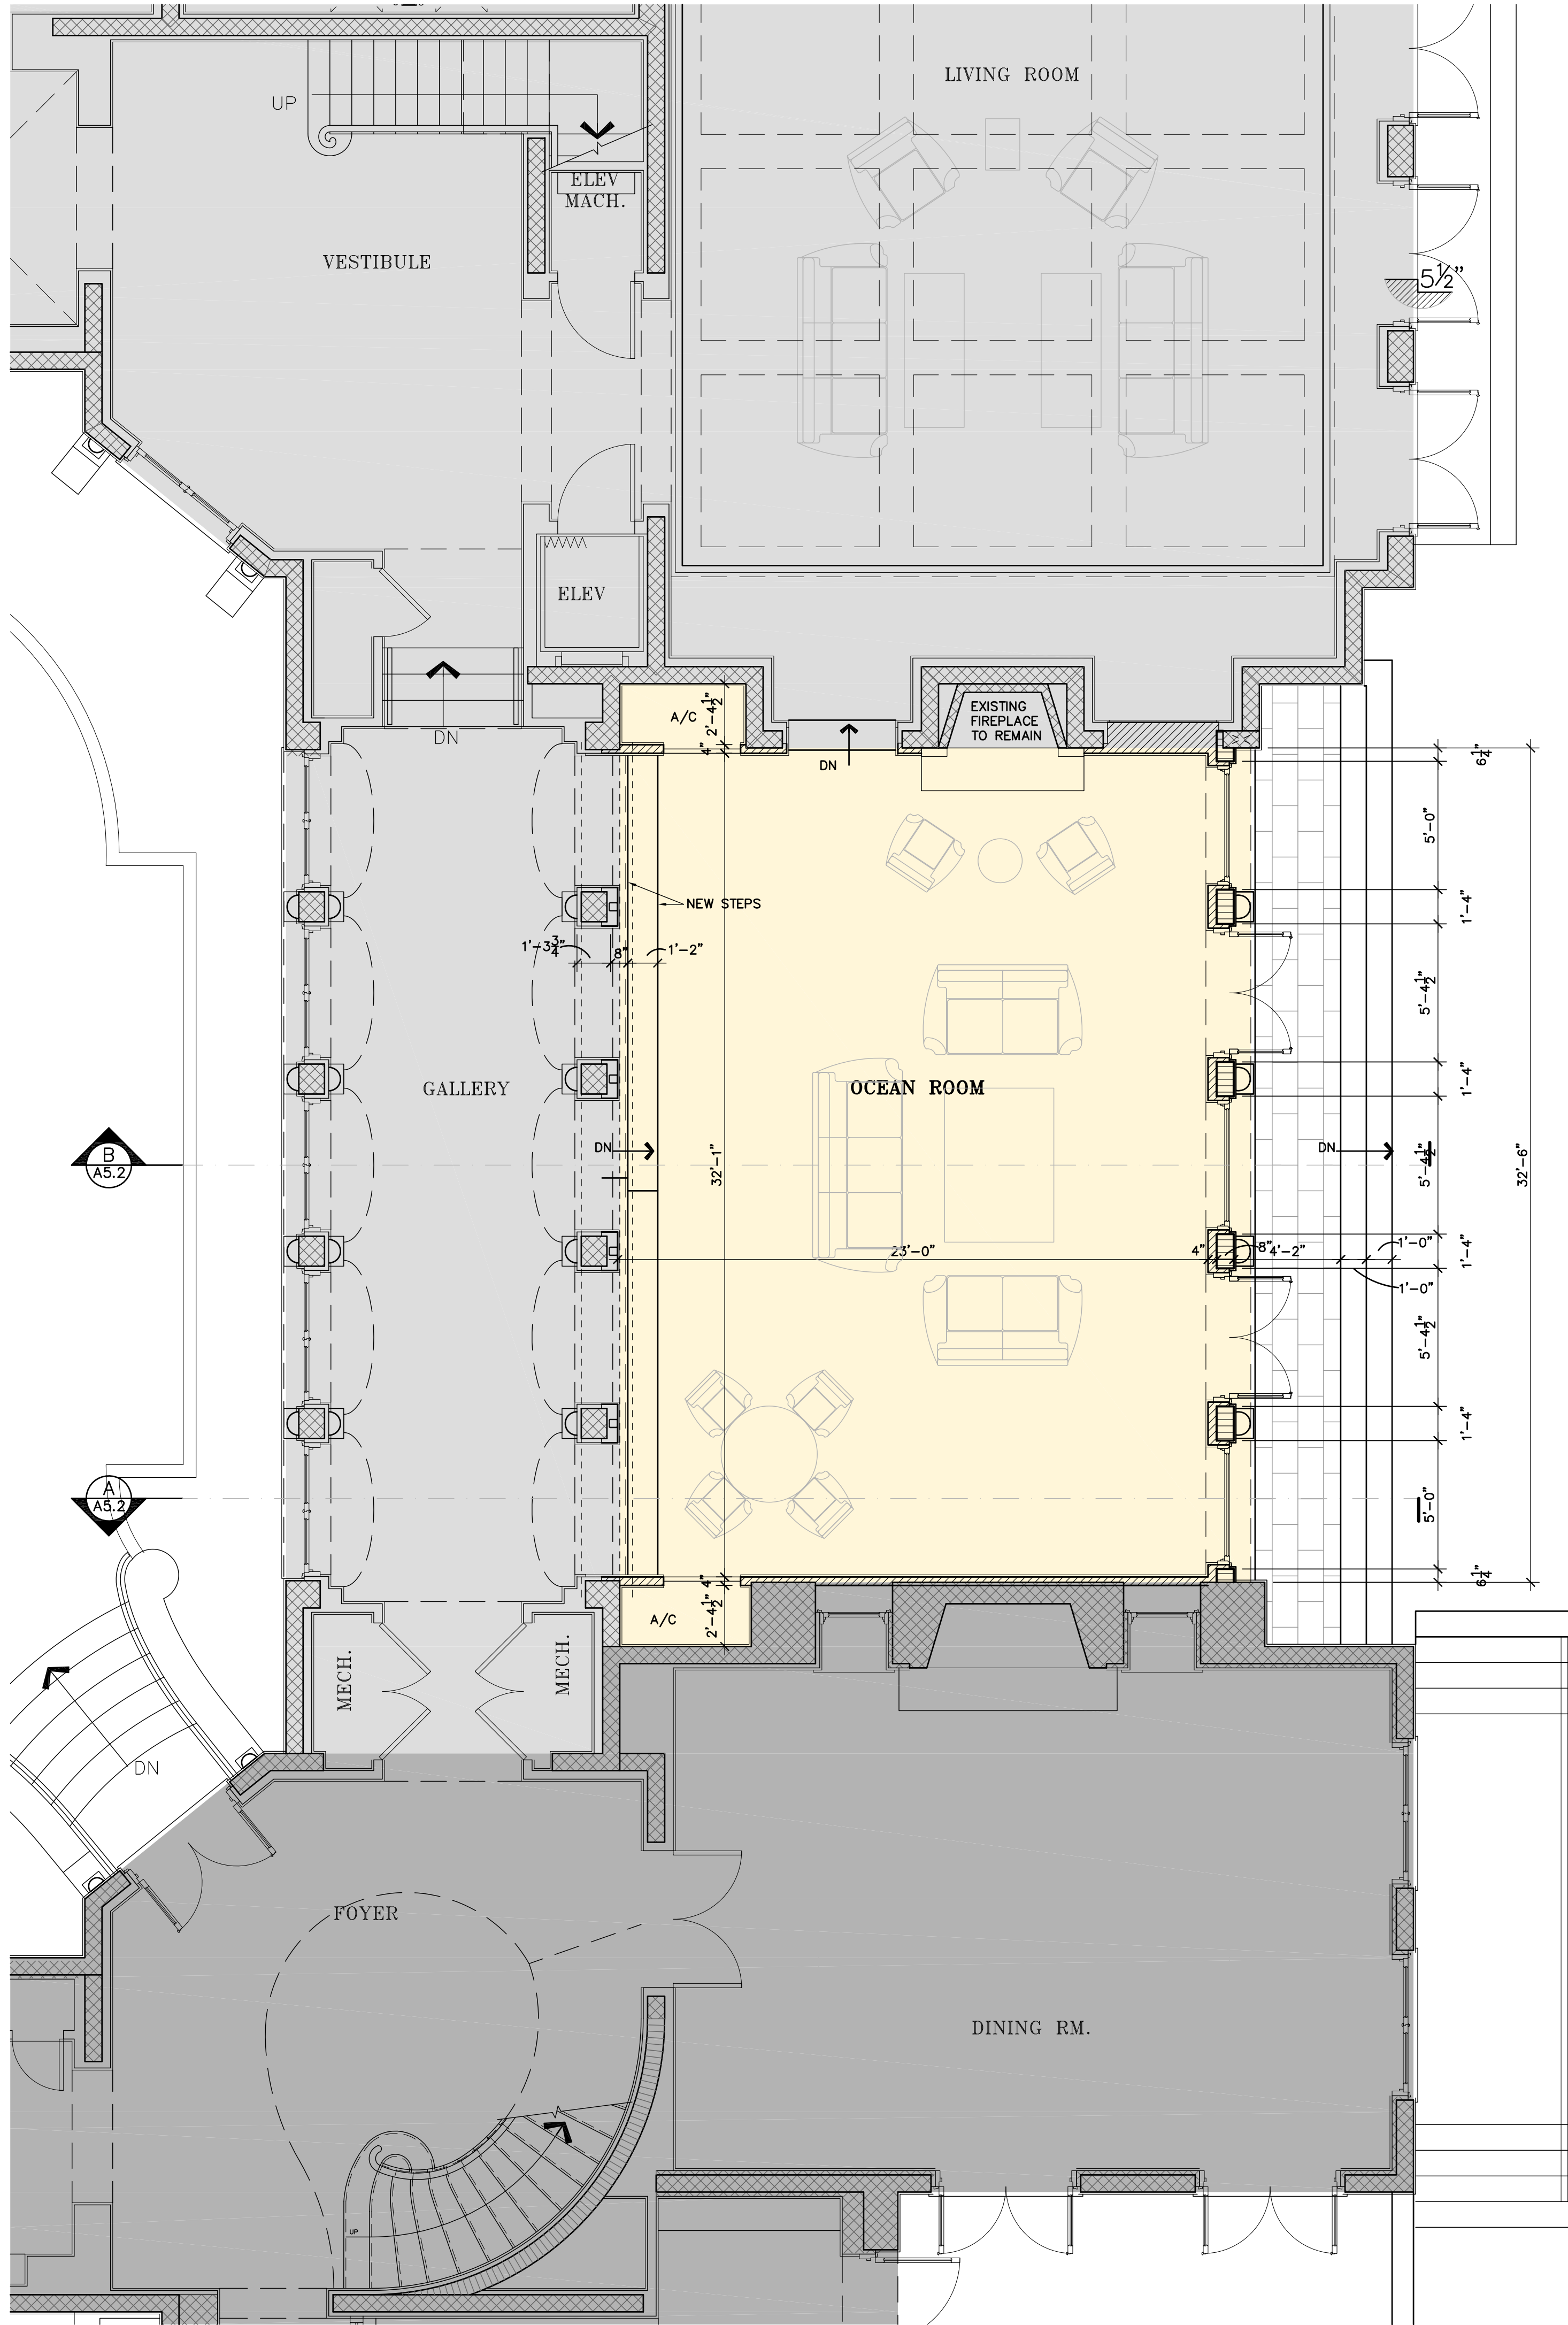 LIVING ROOM
UP
ELEV
MACH.
VESTIBULE
5½"
ELEV
DN
A/C
2'-4½"
4"
EXISTING
FIREPLACE
TO REMAIN
DN
6¼"
5'-0"
NEW STEPS
1'-4"
1'-3¾"
8"
1'-2"
5'-4½"
1'-4"
GALLERY
OCEAN ROOM
B
A5.2
DN
32'-1"
DN
5'-4½"
32'-6"
23'-0"
4"
8"
4'-2"
1'-0"
1'-4"
1'-0"
5'-4½"
1'-4"
A
A5.2
5'-0"
4"
6¼"
A/C
2'-4½"
MECH.
MECH.
DN
FOYER
DINING RM.
UP